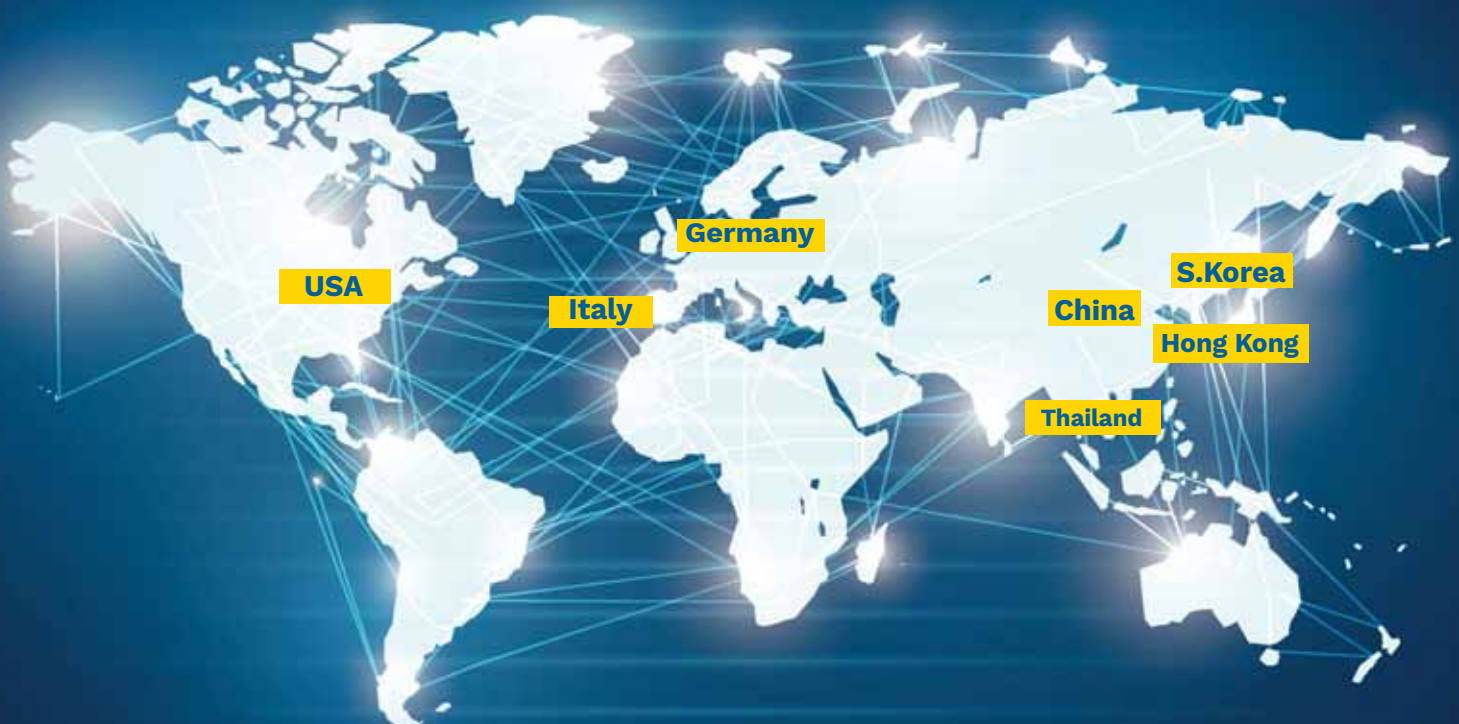 Germany
S.Korea
USA
Italy
China
Hong Kong
Thailand